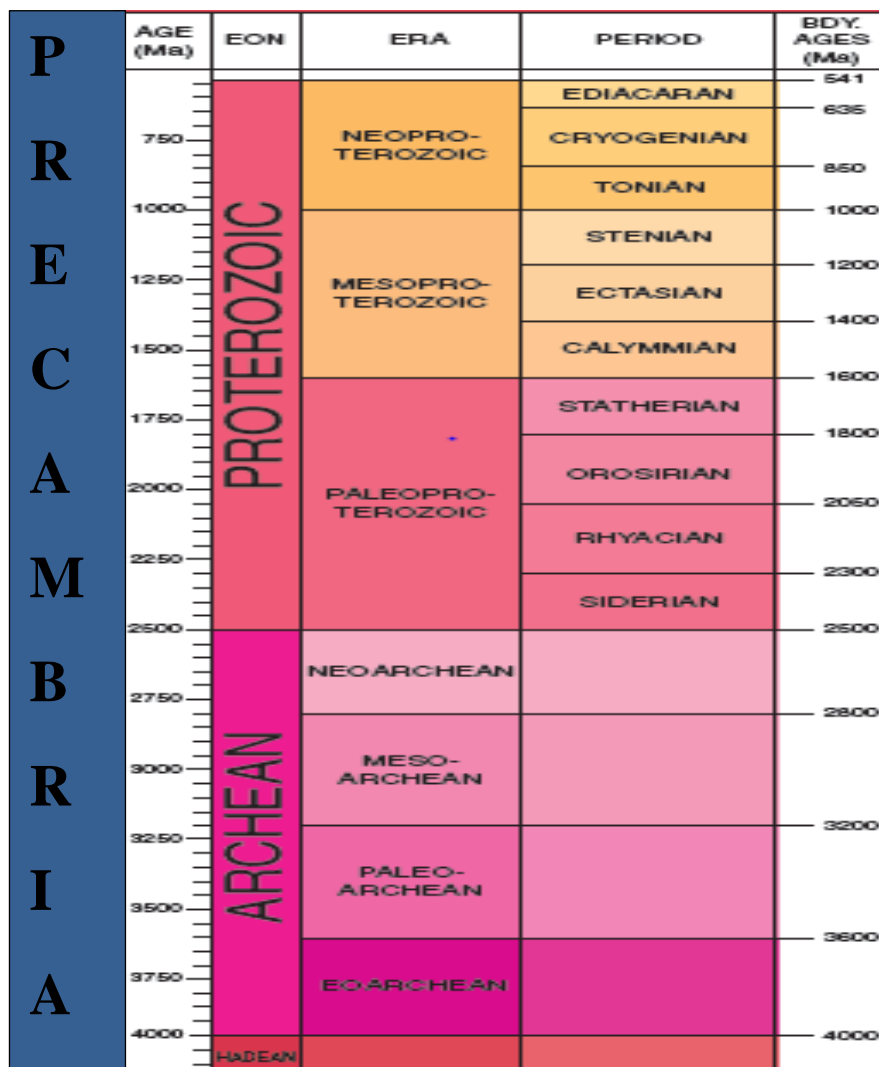 P
R
E
C
A
M
B
R
I
A
AGE
(Ma)
EON
ERA
PERIOD
BDY.
AGES
(Ma)
750
1000
1250
1500
1750
2000
2250
2500
2750
3000
3250
3500
3750
4000
PROTEROZOIC
ARCHEAN
HADEAN
NEOPRO-
TEROZOIC
MESOPRO-
TEROZOIC
PALEOPRO-
TEROZOIC
NEOARCHEAN
MESO-
ARCHEAN
PALEO-
ARCHEAN
EOARCHEAN
EDIACARAN
CRYOGENIAN
TONIAN
STENIAN
ECTASIAN
CALYMMIAN
STATHERIAN
OROSIRIAN
RHYACIAN
SIDERIAN
541
635
850
1000
1200
1400
1600
1800
2050
2300
2500
2800
3200
3600
4000